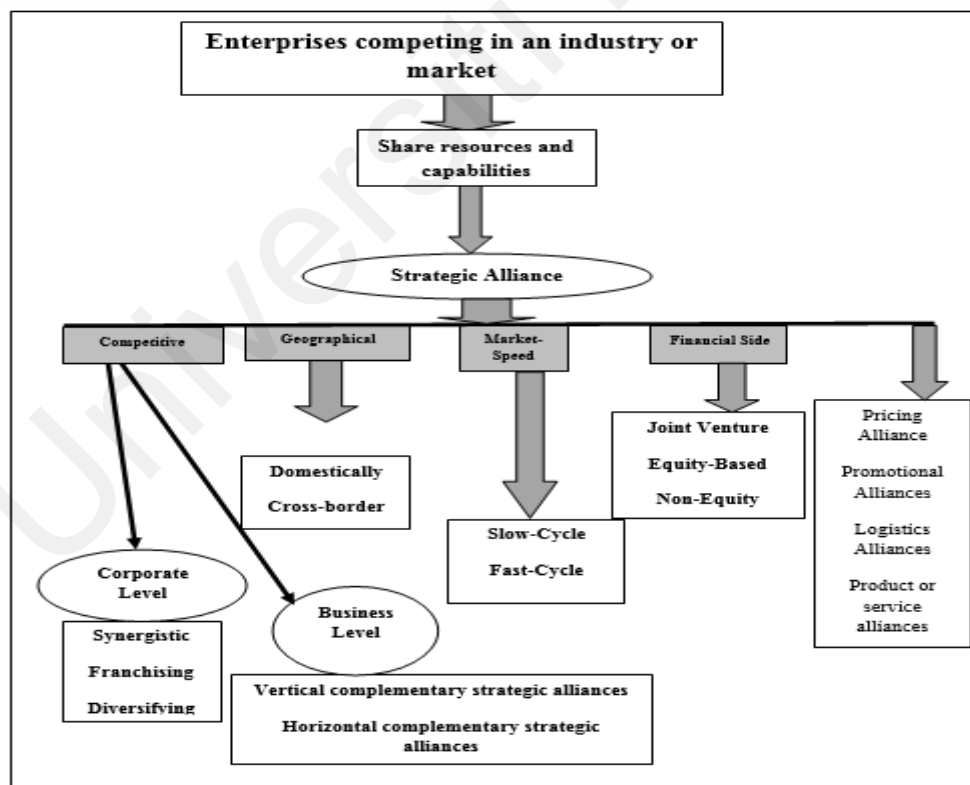 Enterprises competing in an industry or
market
Share resources and
capabilities
Strategic Alliance
Competitive
Geographical
Market-
Speed
Financial Side
Joint Venture
Equity-Based
Non-Equity
Pricing
Alliance
Promotional
Alliances
Logistics
Alliances
Product or
service
alliances
Domestically
Cross-border
Slow-Cycle
Fast-Cycle
Corporate
Level
Business
Level
Synergistic
Franchising
Diversifying
Vertical complementary strategic alliances
Horizontal complementary strategic
alliances
Universiti